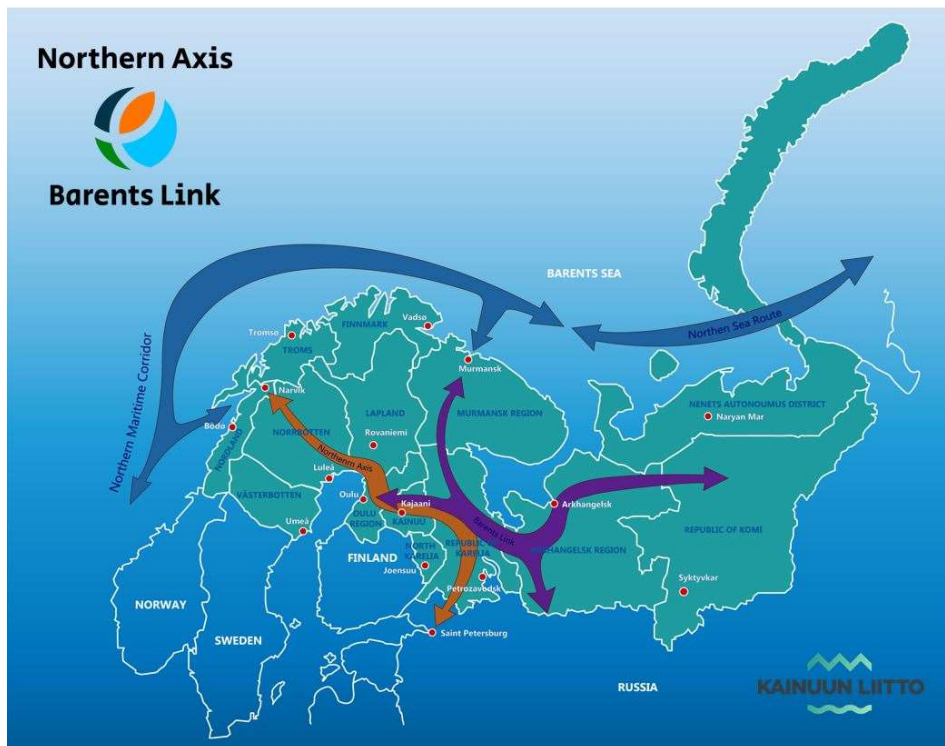 Northern Axis
Barents Link
BARENTS SEA
Northen Sea Route
Northern Maritime Corridor
Vadsø
FINNMARK
Tromsø
TROMS
Murmansk
Narvik
MURMANSK REGION
NENETS AUTONOUMUS DISTRICT
Naryan Mar
LAPLAND
Bodö
NORDLAND
NORRBOTTEN
Rovaniemi
Northernm Axis
Luleå
Oulu
VÄSTERBOTTEN
OULU
REGION
Kajaani
KAINUU
Arkhangelsk
Barents Link
Umeå
REPUBLIC OF KOMI
FINLAND
NORTH
KARELIA
REPUBLIC
KARELIA
ARCHANGELSK REGION
Joensuu
Petrozavodsk
Syktyvkar
NORWAY
SWEDEN
Saint Petersburg
RUSSIA
KAINUUN LIITTO